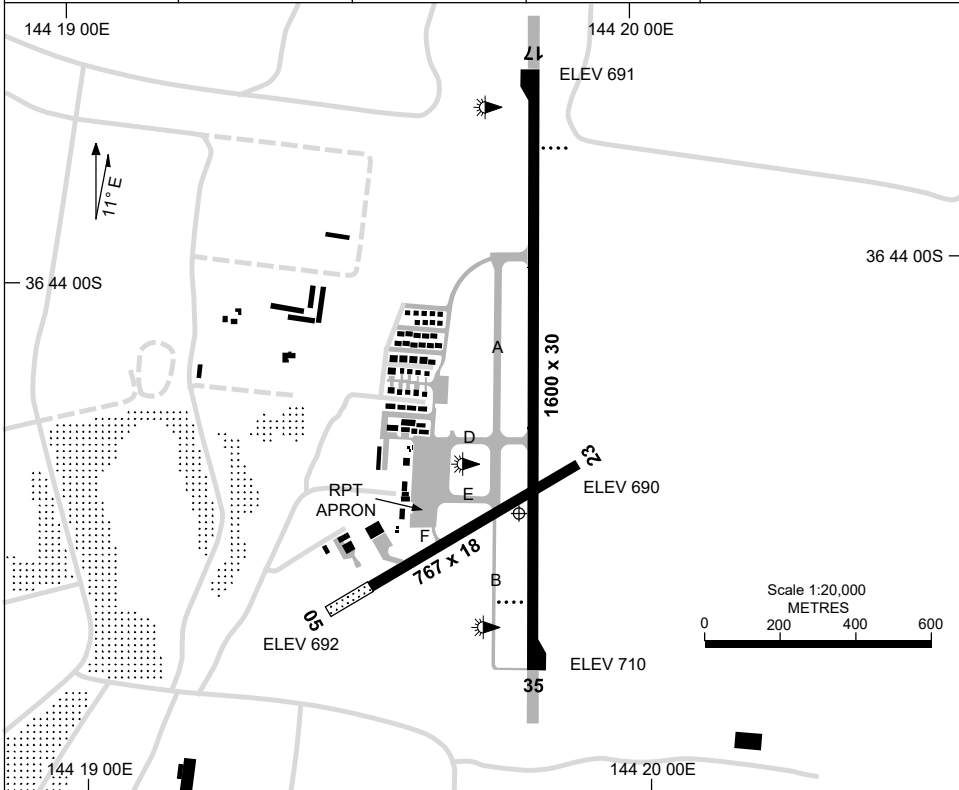 144 19 00E
144 20 00E
17
ELEV 691
11° E
36 44 00S
36 44 00S
A
1600 x 30
D
23
E
ELEV 690
RPT
APRON
F
767 x 18
B
05
ELEV 692
Scale 1:20,000
METRES
0 200 400 600
ELEV 710
35
144 19 00E
144 20 00E